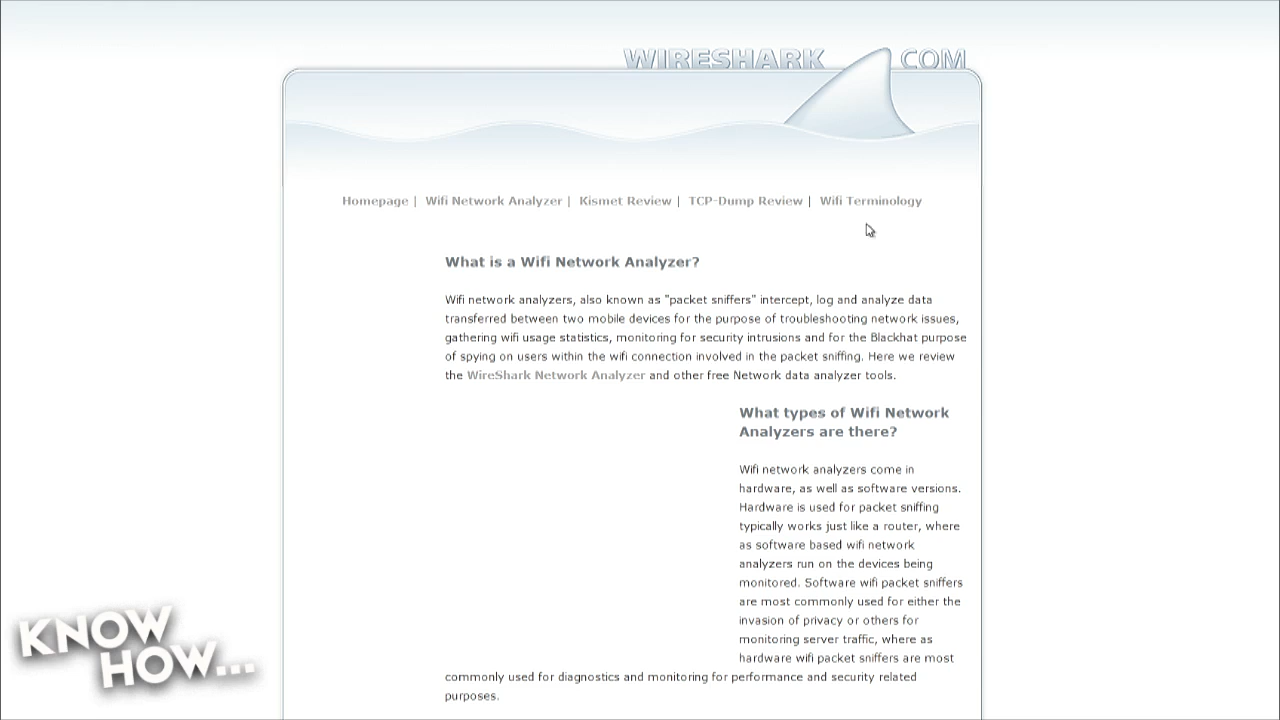 WIRESHARK COM
Homepage | Wifi Network Analyzer | Kismet Review | TCP-Dump Review | Wifi Terminology
What is a Wifi Network Analyzer?
Wifi network analyzers, also known as "packet sniffers" intercept, log and analyze data
transferred between two mobile devices for the purpose of troubleshooting network issues,
gathering wifi usage statistics, monitoring for security intrusions and for the Blackhat purpose
of spying on users within the wifi connection involved in the packet sniffing. Here we review
the WireShark Network Analyzer and other free Network data analyzer tools.
What types of Wifi Network
Analyzers are there?
Wifi network analyzers come in
hardware, as well as software versions.
Hardware is used for packet sniffing
typically works just like a router, where
as software based wifi network
analyzers run on the devices being
monitored. Software wifi packet sniffers
are most commonly used for either the
invasion of privacy or others for
monitoring server traffic, where as
hardware wifi packet sniffers are most
commonly used for diagnostics and monitoring for performance and security related
purposes.
KNOW
HOW...